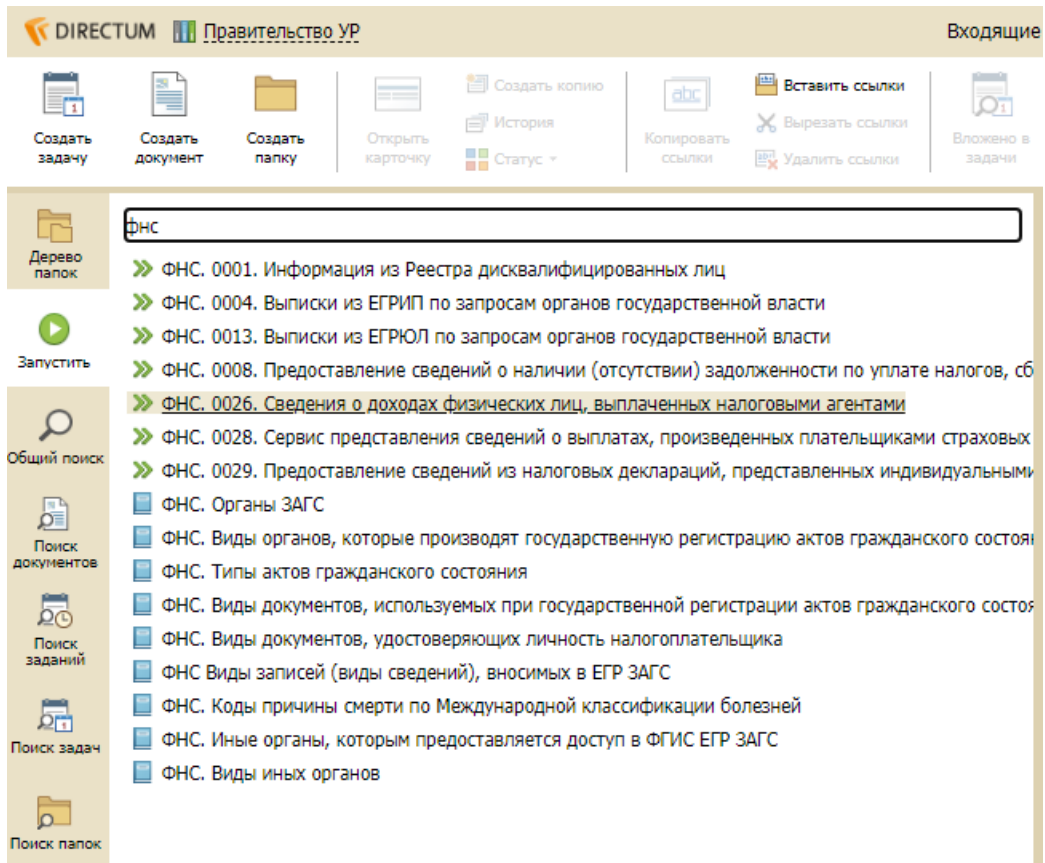 DIRECTUM Правительство УР Входящие
Создать задачу
Создать документ
Создать папку
Открыть карточку
Создать копию
История
Статус
abc
Копировать ссылки
Вставить ссылки
Вырезать ссылки
Удалить ссылки
Вложено в задачи
Дерево папок
Запустить
Общий поиск
Поиск документов
Поиск заданий
Поиск задач
Поиск папок
фнс
ФНС. 0001. Информация из Реестра дисквалифицированных лиц
ФНС. 0004. Выписки из ЕГРИП по запросам органов государственной власти
ФНС. 0013. Выписки из ЕГРЮЛ по запросам органов государственной власти
ФНС. 0008. Предоставление сведений о наличии (отсутствии) задолженности по уплате налогов, сб
ФНС. 0026. Сведения о доходах физических лиц, выплаченных налоговыми агентами
ФНС. 0028. Сервис представления сведений о выплатах, произведенных плательщиками страховых
ФНС. 0029. Предоставление сведений из налоговых деклараций, представленных индивидуальными
ФНС. Органы ЗАГС
ФНС. Виды органов, которые производят государственную регистрацию актов гражданского состоян
ФНС. Типы актов гражданского состояния
ФНС. Виды документов, используемых при государственной регистрации актов гражданского состоя
ФНС. Виды документов, удостоверяющих личность налогоплательщика
ФНС Виды записей (виды сведений), вносимых в ЕГР ЗАГС
ФНС. Коды причины смерти по Международной классификации болезней
ФНС. Иные органы, которым предоставляется доступ в ФГИС ЕГР ЗАГС
ФНС. Виды иных органов